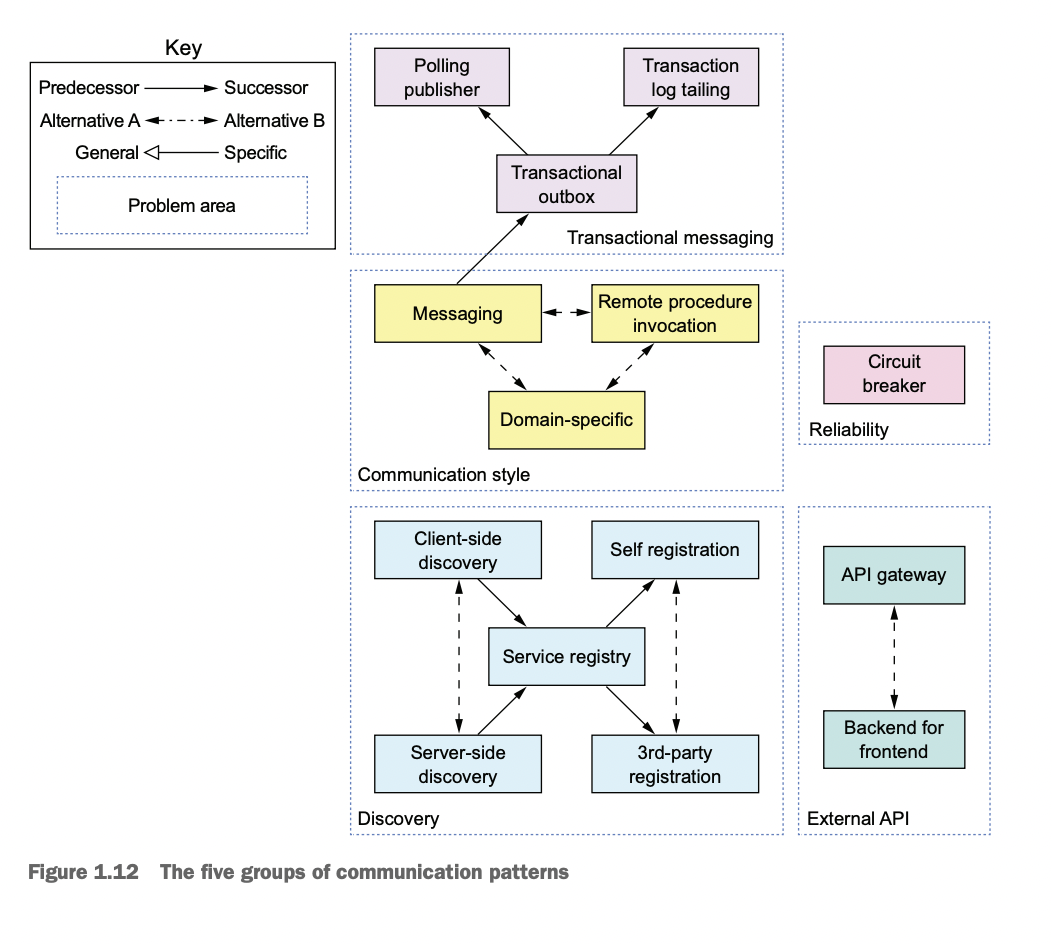 Key
Predecessor
Successor
Alternative A
Alternative B
General
Specific
Problem area
Polling
publisher
Transaction
log tailing
Transactional
outbox
Transactional messaging
Messaging
Remote procedure
invocation
Domain-specific
Communication style
Circuit
breaker
Reliability
Client-side
discovery
Self registration
Service registry
Server-side
discovery
3rd-party
registration
Discovery
API gateway
Backend for
frontend
External API
Figure 1.12 The five groups of communication patterns